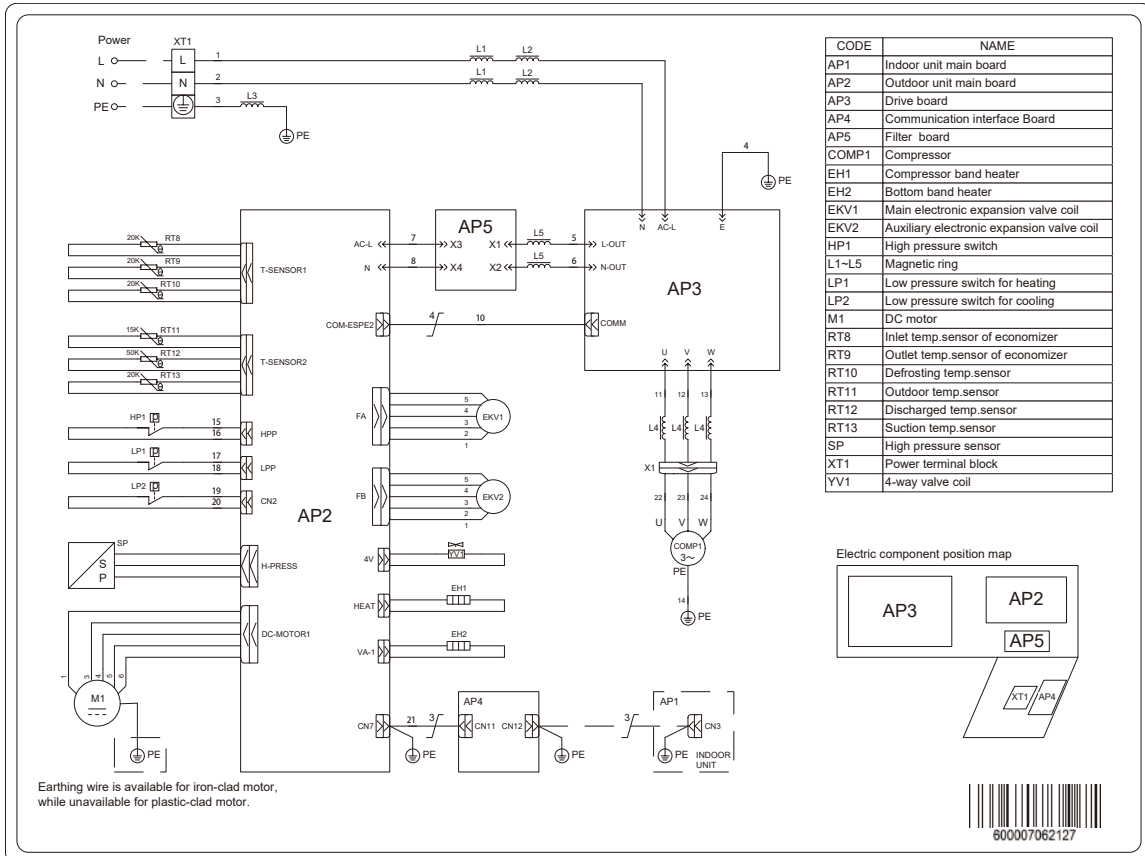 Power
XT1
L
L
1
L1
L2
N
N
2
L1
L2
PE
3
L3
PE
4
PE
N
AC-L
E
AP5
AC-L
7
X3
X1
L5
5
L-OUT
N
8
X4
X2
L5
6
N-OUT
AP3
COM-ESPE2
4
10
COMM
20K
RT8
20K
RT9
20K
RT10
T-SENSOR1
15K
RT11
50K
RT12
20K
RT13
T-SENSOR2
HP1
P
15
16
HPP
LP1
P
17
18
LPP
LP2
P
19
20
CN2
AP2
SP
S
P
H-PRESS
DC-MOTOR1
1
3
4
5
6
M1
PE
FA
5
4
3
2
1
EKV1
FB
5
4
3
2
1
EKV2
4V
YV1
HEAT
EH1
VA-1
EH2
U
V
W
11
12
13
L4
L4
L4
X1
22
23
24
U
V
W
COMP1
3~
PE
14
PE
CN7
21
3
PE
AP4
CN11
CN12
PE
3
AP1
CN3
PE
INDOOR
UNIT
Earthing wire is available for iron-clad motor,
while unavailable for plastic-clad motor.
CODE NAME
AP1 Indoor unit main board
AP2 Outdoor unit main board
AP3 Drive board
AP4 Communication interface Board
AP5 Filter board
COMP1 Compressor
EH1 Compressor band heater
EH2 Bottom band heater
EKV1 Main electronic expansion valve coil
EKV2 Auxiliary electronic expansion valve coil
HP1 High pressure switch
L1~L5 Magnetic ring
LP1 Low pressure switch for heating
LP2 Low pressure switch for cooling
M1 DC motor
RT8 Inlet temp.sensor of economizer
RT9 Outlet temp.sensor of economizer
RT10 Defrosting temp.sensor
RT11 Outdoor temp.sensor
RT12 Discharged temp.sensor
RT13 Suction temp.sensor
SP High pressure sensor
XT1 Power terminal block
YV1 4-way valve coil
Electric component position map
AP3
AP2
AP5
XT1
AP4
600007062127